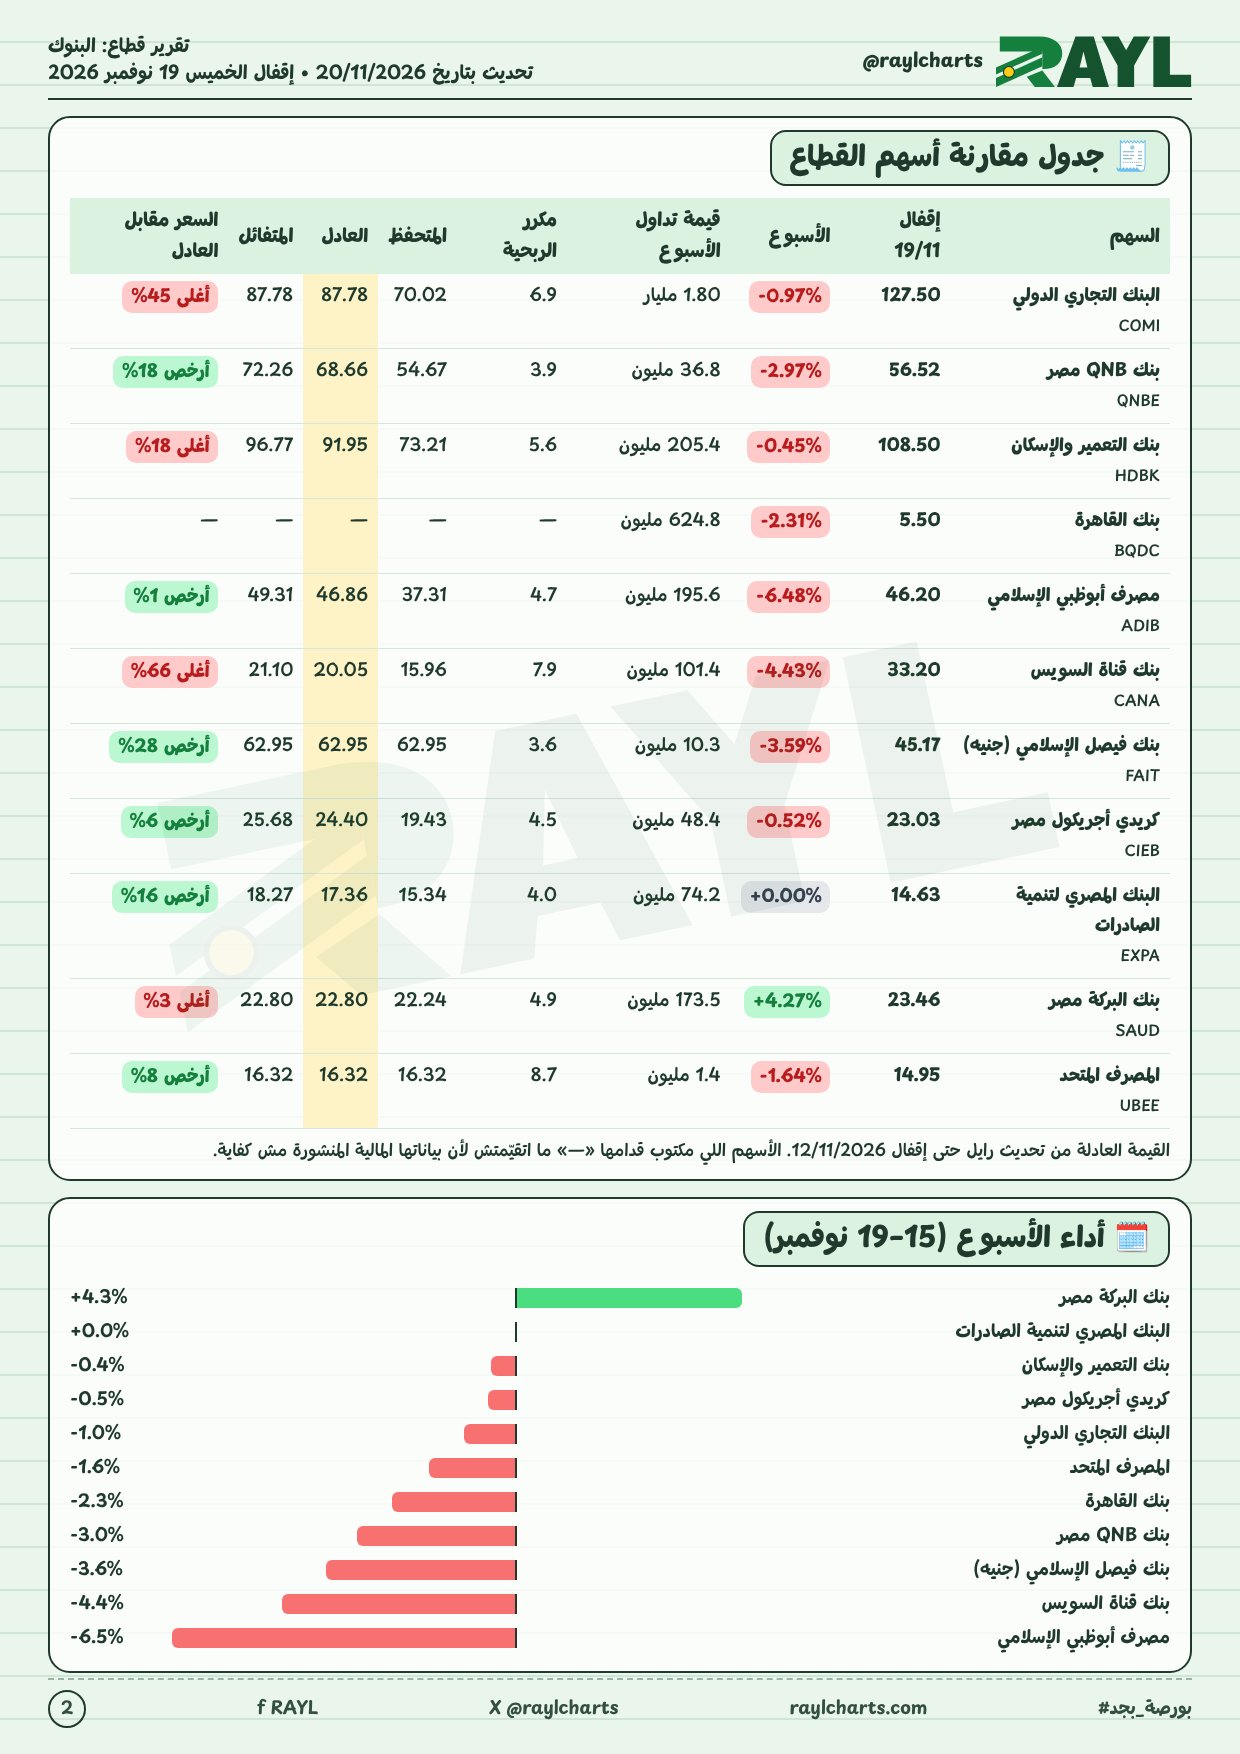 RAYL
@raylcharts
تقرير قطاع: البنوك
تحديث بتاريخ 20/11/2026 • إقفال الخميس 19 نوفمبر 2026
جدول مقارنة أسهم القطاع
السهم إقفال 19/11 الأسبوع قيمة تداول الأسبوع مكرر الربحية المتحفظ العادل المتفائل السعر مقابل العادل
البنك التجاري الدولي 127.50 -0.97% 1.80 مليار 6.9 70.02 87.78 87.78 أغلى 45%
COMI
بنك QNB مصر 56.52 -2.97% 36.8 مليون 3.9 54.67 68.66 72.26 أرخص 18%
QNBE
بنك التعمير والإسكان 108.50 -0.45% 205.4 مليون 5.6 73.21 91.95 96.77 أغلى 18%
HDBK
بنك القاهرة 5.50 -2.31% 624.8 مليون — — — — —
BQDC
مصرف أبوظبي الإسلامي 46.20 -6.48% 195.6 مليون 4.7 37.31 46.86 49.31 أرخص 1%
ADIB
بنك قناة السويس 33.20 -4.43% 101.4 مليون 7.9 15.96 20.05 21.10 أغلى 66%
CANA
بنك فيصل الإسلامي (جنيه) 45.17 -3.59% 10.3 مليون 3.6 62.95 62.95 62.95 أرخص 28%
FAIT
كريدي أجريكول مصر 23.03 -0.52% 48.4 مليون 4.5 19.43 24.40 25.68 أرخص 6%
CIEB
البنك المصري لتنمية الصادرات 14.63 +0.00% 74.2 مليون 4.0 15.34 17.36 18.27 أرخص 16%
EXPA
بنك البركة مصر 23.46 +4.27% 173.5 مليون 4.9 22.24 22.80 22.80 أغلى 3%
SAUD
المصرف المتحد 14.95 -1.64% 1.4 مليون 8.7 16.32 16.32 16.32 أرخص 8%
UBEE
القيمة العادلة من تحديث رايل حتى إقفال 12/11/2026. الأسهم اللي مكتوب قدامها «—» ما اتقيّمتش لأن بياناتها المالية المنشورة مش كفاية.
RAYL
أداء الأسبوع (15-19 نوفمبر)
بنك البركة مصر +4.3%
البنك المصري لتنمية الصادرات +0.0%
بنك التعمير والإسكان -0.4%
كريدي أجريكول مصر -0.5%
البنك التجاري الدولي -1.0%
المصرف المتحد -1.6%
بنك القاهرة -2.3%
بنك QNB مصر -3.0%
بنك فيصل الإسلامي (جنيه) -3.6%
بنك قناة السويس -4.4%
مصرف أبوظبي الإسلامي -6.5%
#بورصة_بجد raylcharts.com X @raylcharts f RAYL 2